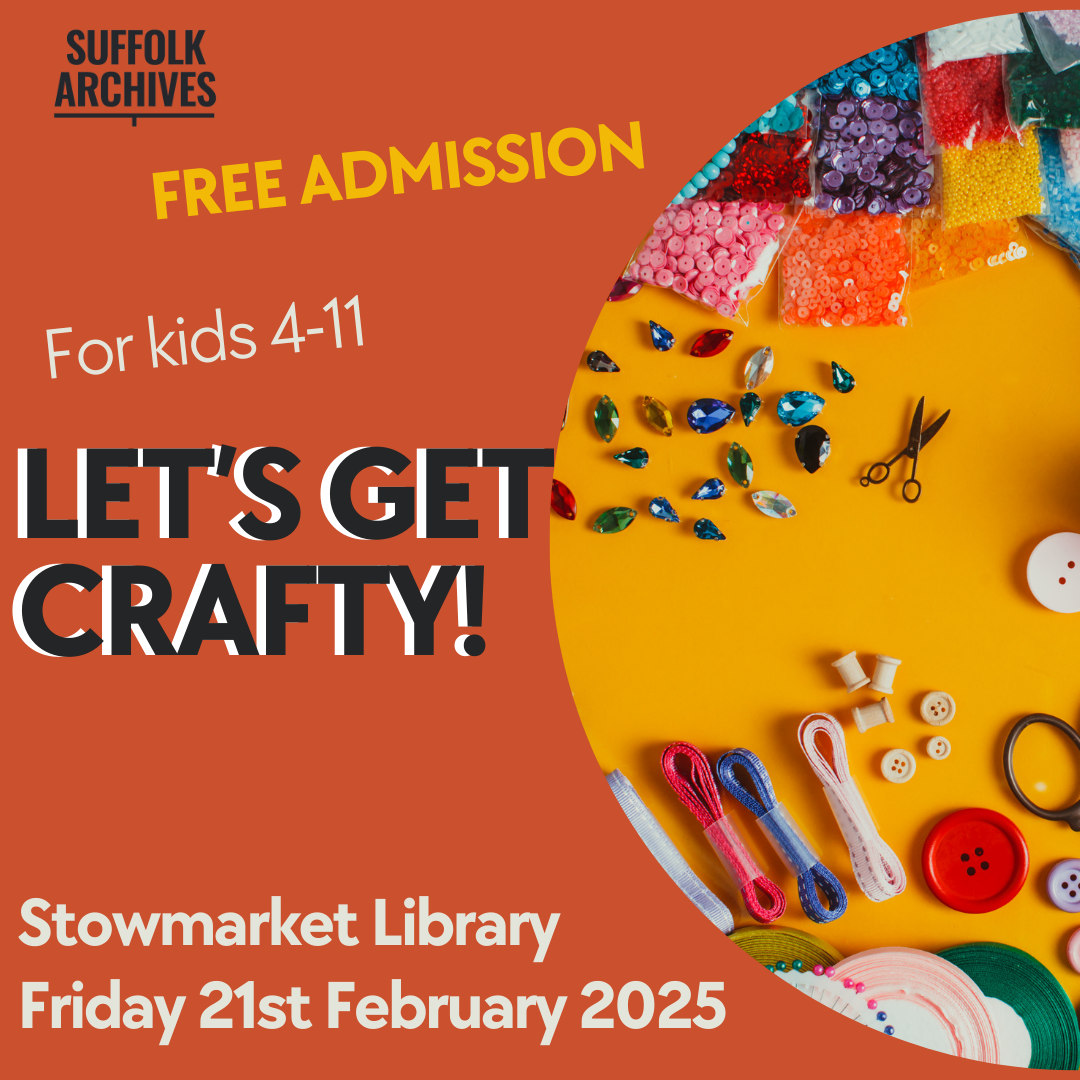 SUFFOLK
ARCHIVES
FREE ADMISSION
For kids 4-11
LET'S GET
CRAFTY!
Stowmarket Library
Friday 21st February 2025